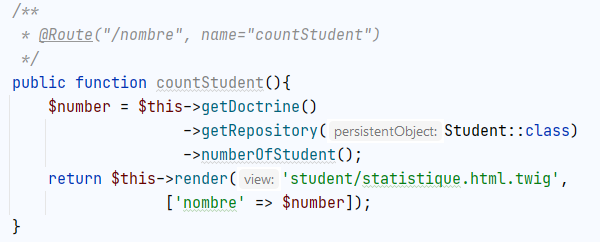 /**
 * @Route("/nombre", name="countStudent")
 */
public function countStudent(){
    $number = $this->getDoctrine()
                   ->getRepository( persistentObject: Student::class)
                   ->numberOfStudent();
    return $this->render( view: 'student/statistique.html.twig',
                 ['nombre' => $number]);
}